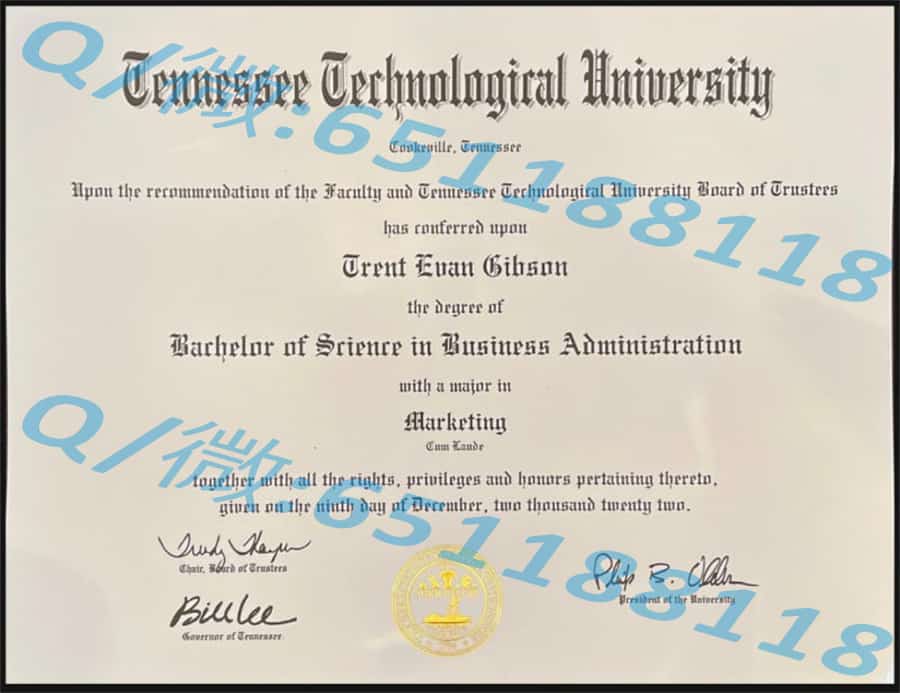 Tennessee Technological University
Cookeville, Tennessee
Upon the recommendation of the Faculty and Tennessee Technological University Board of Trustees
has conferred upon
Trent Evan Gibson
the degree of
Bachelor of Science in Business Administration
with a major in
Marketing
Cum Laude
together with all the rights, privileges and honors pertaining thereto,
given on the ninth day of December, two thousand twenty two.
Chair, Board of Trustees
Bill Lee
Governor of Tennessee
President of the University
Q/微:651188118
Q/微:651188118